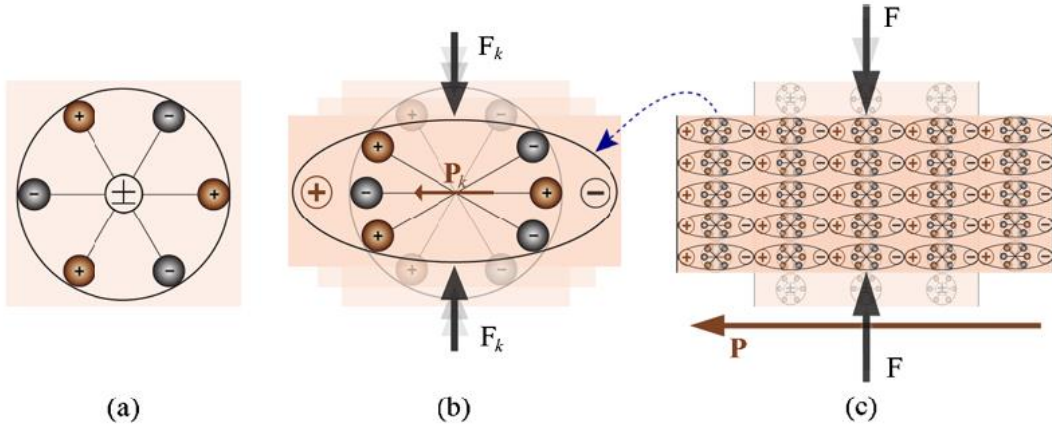 F
F_k
+ −
±
− +
+ −
+ −
+ P_k −
− +
+ −
F_k
+ − + − + − + − + −
+ − + − + − + − + −
+ − + − + − + − + −
+ − + − + − + − + −
+ − + − + − + − + −
P
F
(a) (b) (c)